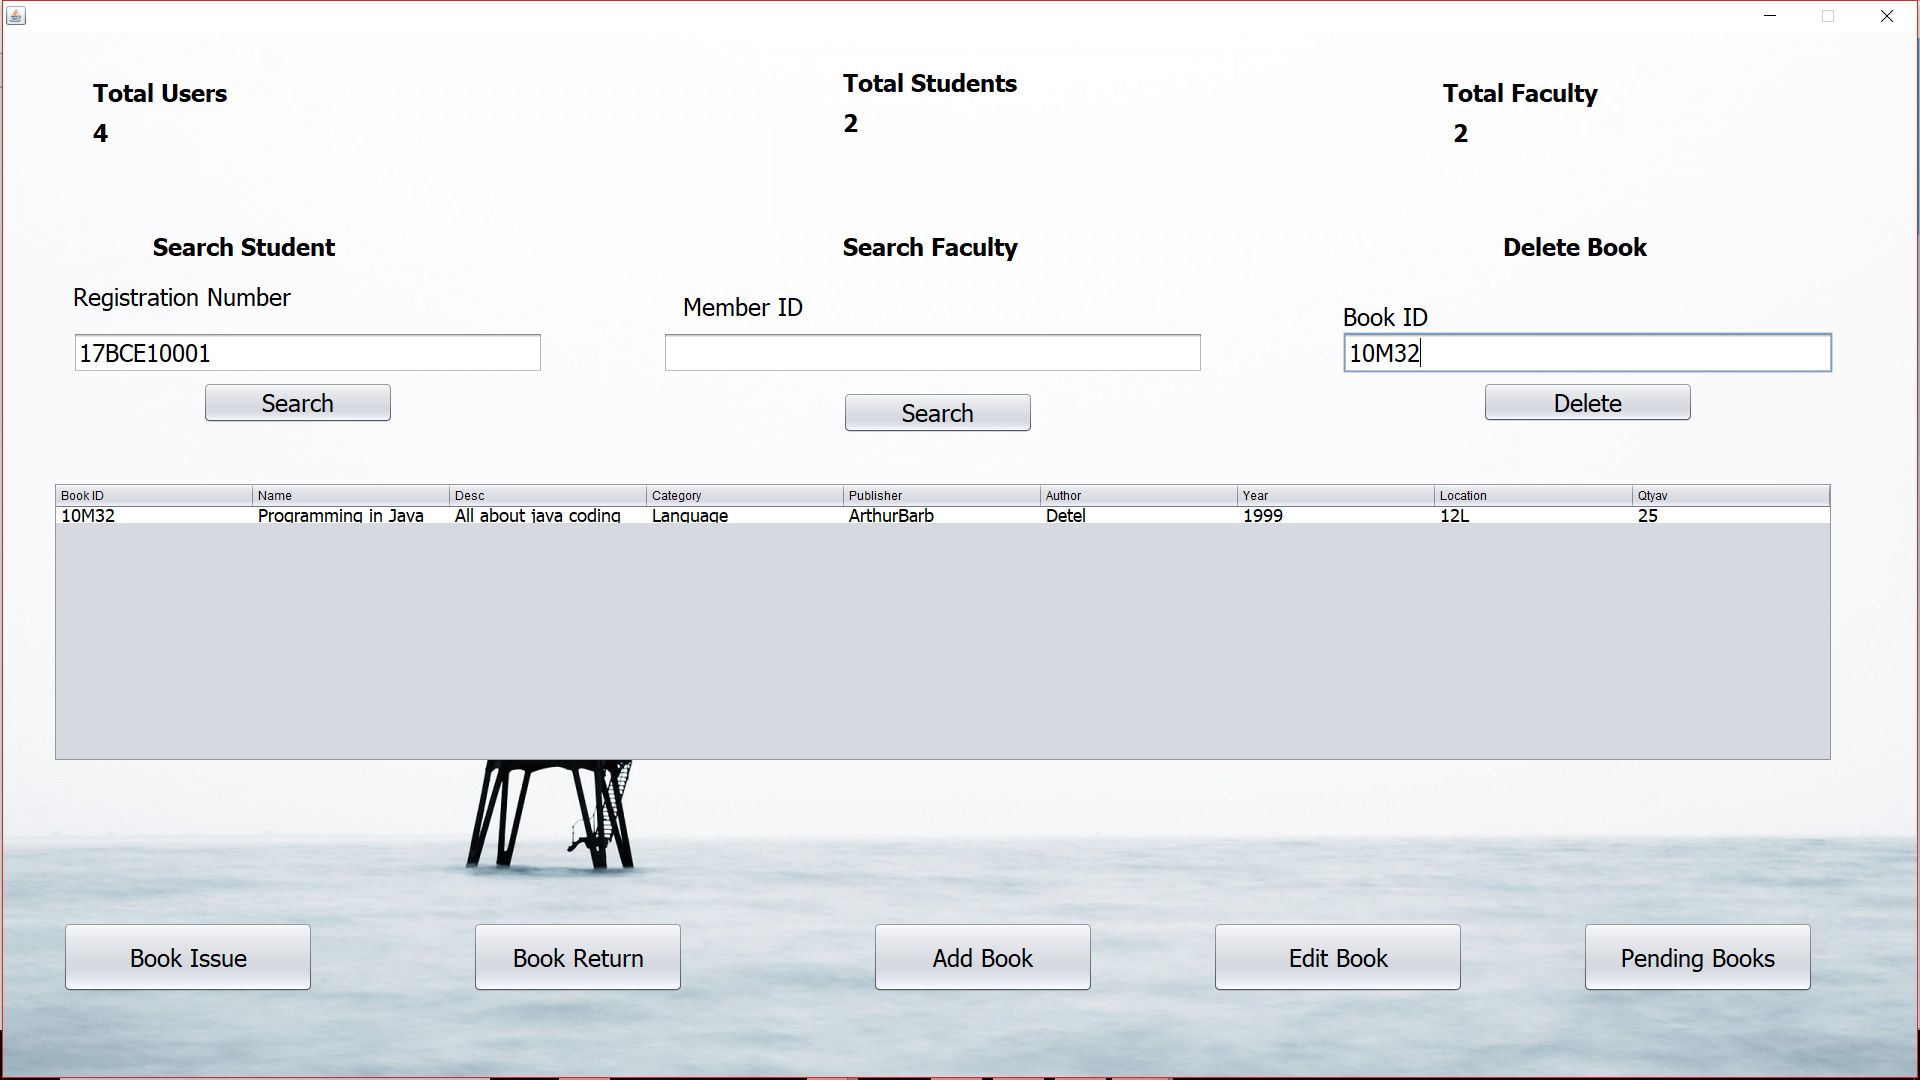 Total Users
4
Total Students
2
Total Faculty
2
Search Student
Registration Number
17BCE10001
Search
Search Faculty
Member ID
Search
Delete Book
Book ID
10M32
Delete
Book ID Name Desc Category Publisher Author Year Location Qtyav
10M32 Programming in Java All about java coding Language ArthurBarb Detel 1999 12L 25
Book Issue
Book Return
Add Book
Edit Book
Pending Books